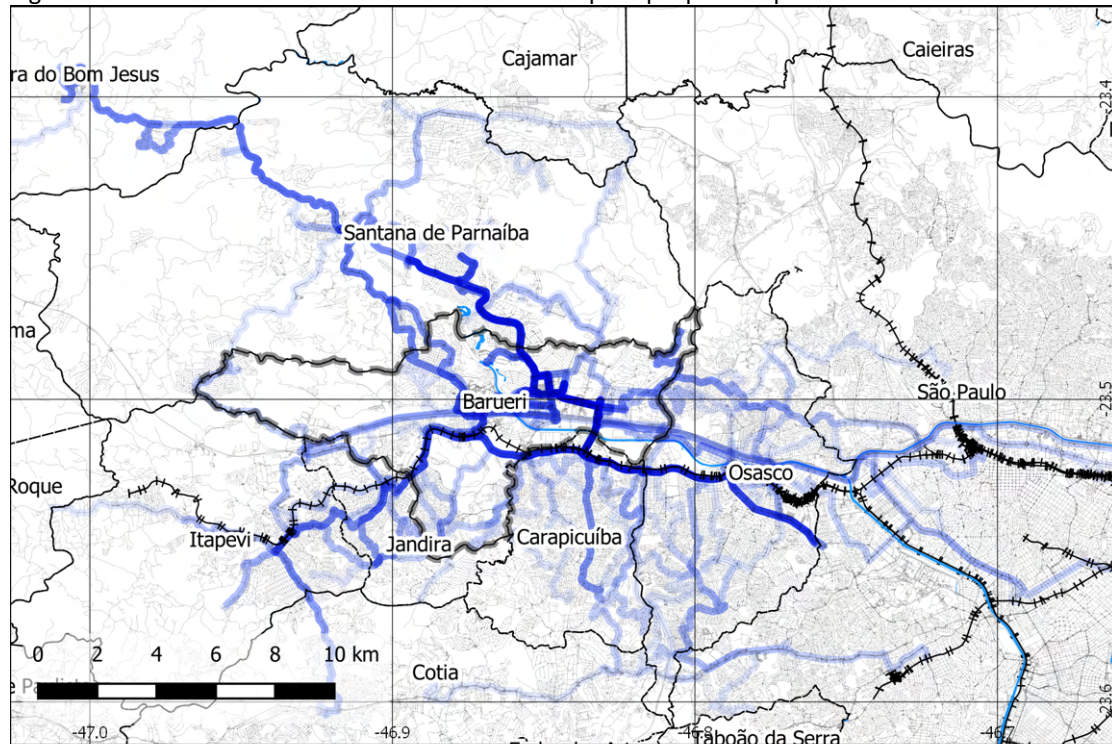 Cajamar
Caieiras
ra do Bom Jesus
-23.4
Santana de Parnaíba
ma
São Paulo
-23.5
Barueri
Osasco
Roque
Itapevi
Jandira
Carapicuíba
0 2 4 6 8 10 km
Cotia
-23.6
-47.0
-46.9
-46.8
Taboão da Serra